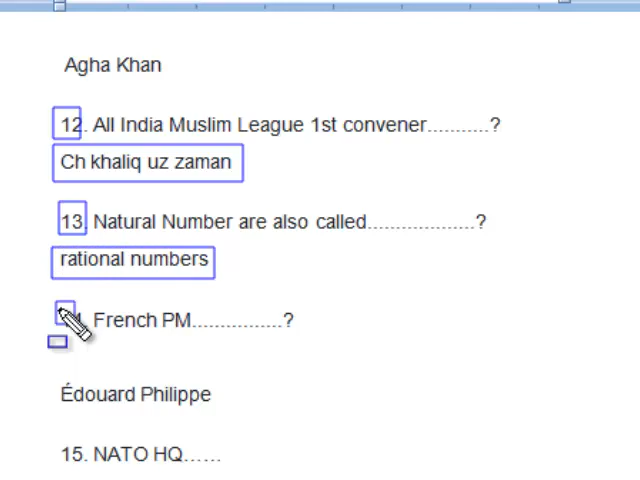 Agha Khan
12. All India Muslim League 1st convener...........?
Ch khaliq uz zaman
13. Natural Number are also called...................?
rational numbers
French PM................?
Édouard Philippe
15. NATO HQ……